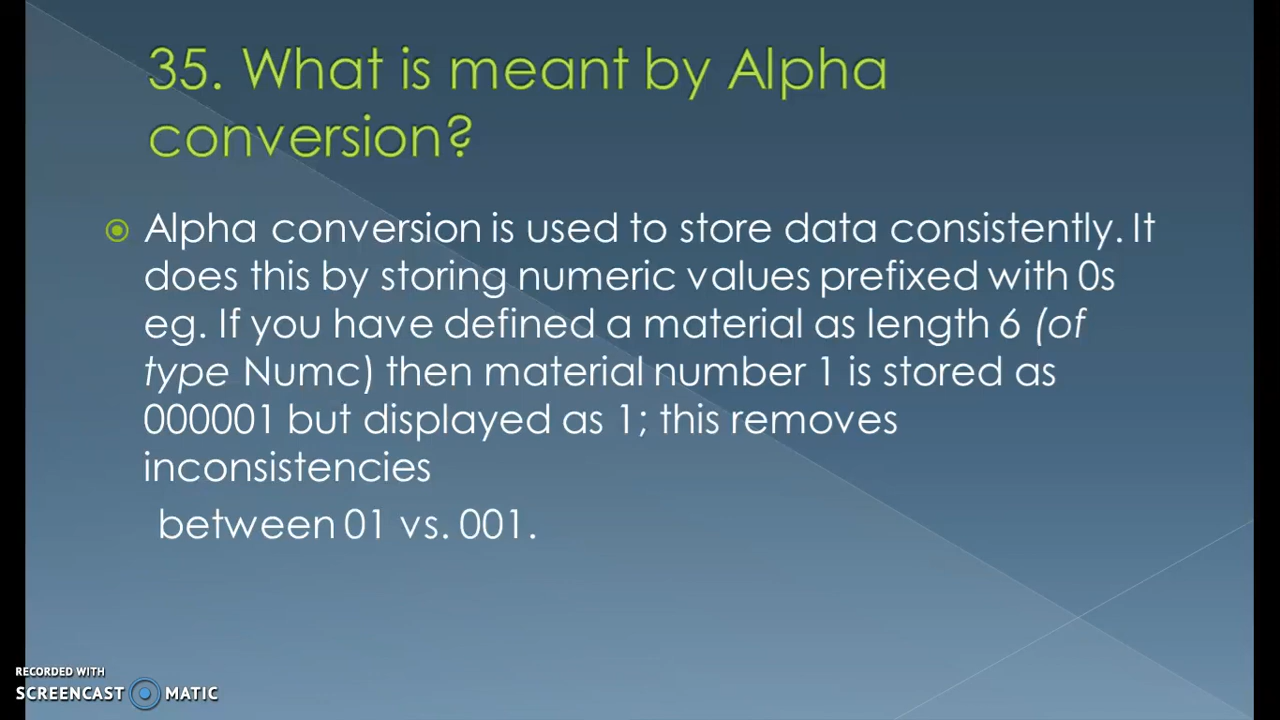 35. What is meant by Alpha
conversion?
Alpha conversion is used to store data consistently. It
does this by storing numeric values prefixed with 0s
eg. If you have defined a material as length 6 (of
type Numc) then material number 1 is stored as
000001 but displayed as 1; this removes
inconsistencies
between 01 vs. 001.
RECORDED WITH
SCREENCAST MATIC